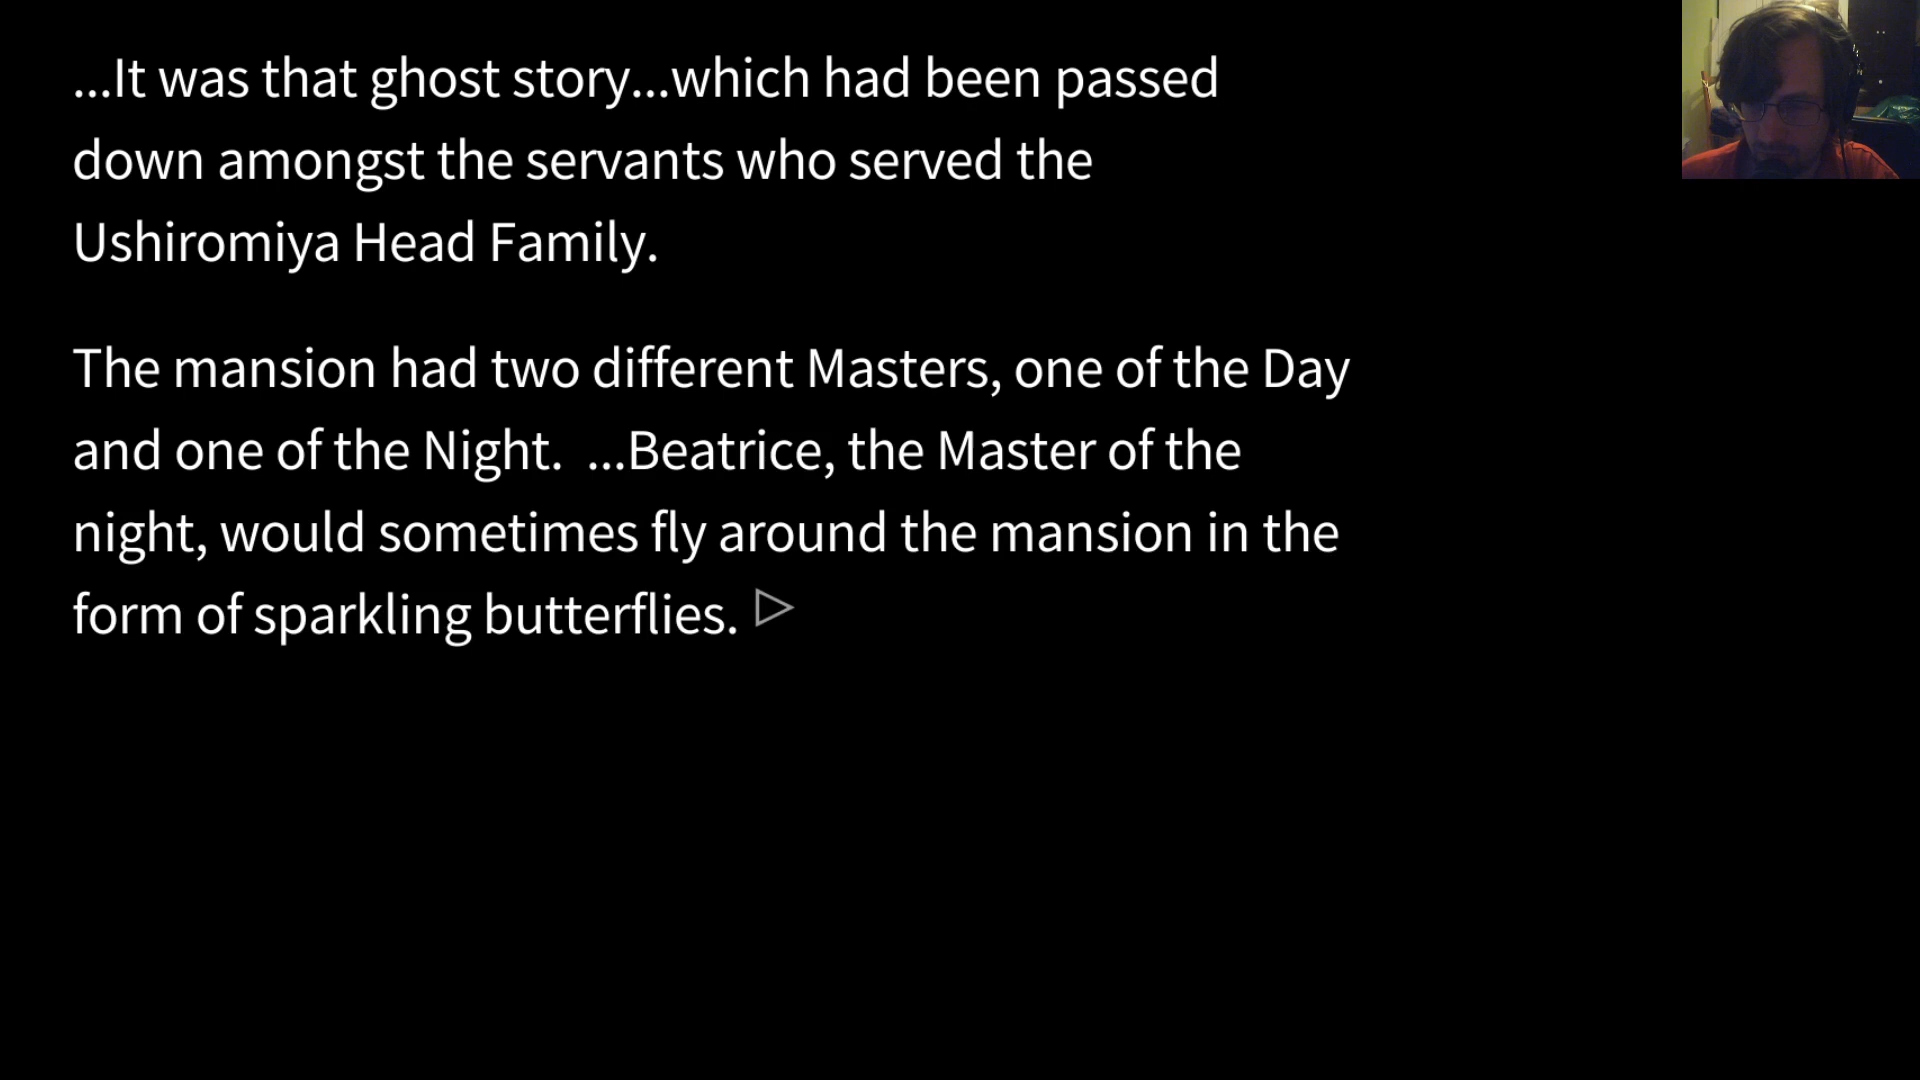 ...It was that ghost story...which had been passed
down amongst the servants who served the
Ushiromiya Head Family.
The mansion had two different Masters, one of the Day
and one of the Night.  ...Beatrice, the Master of the
night, would sometimes fly around the mansion in the
form of sparkling butterflies.